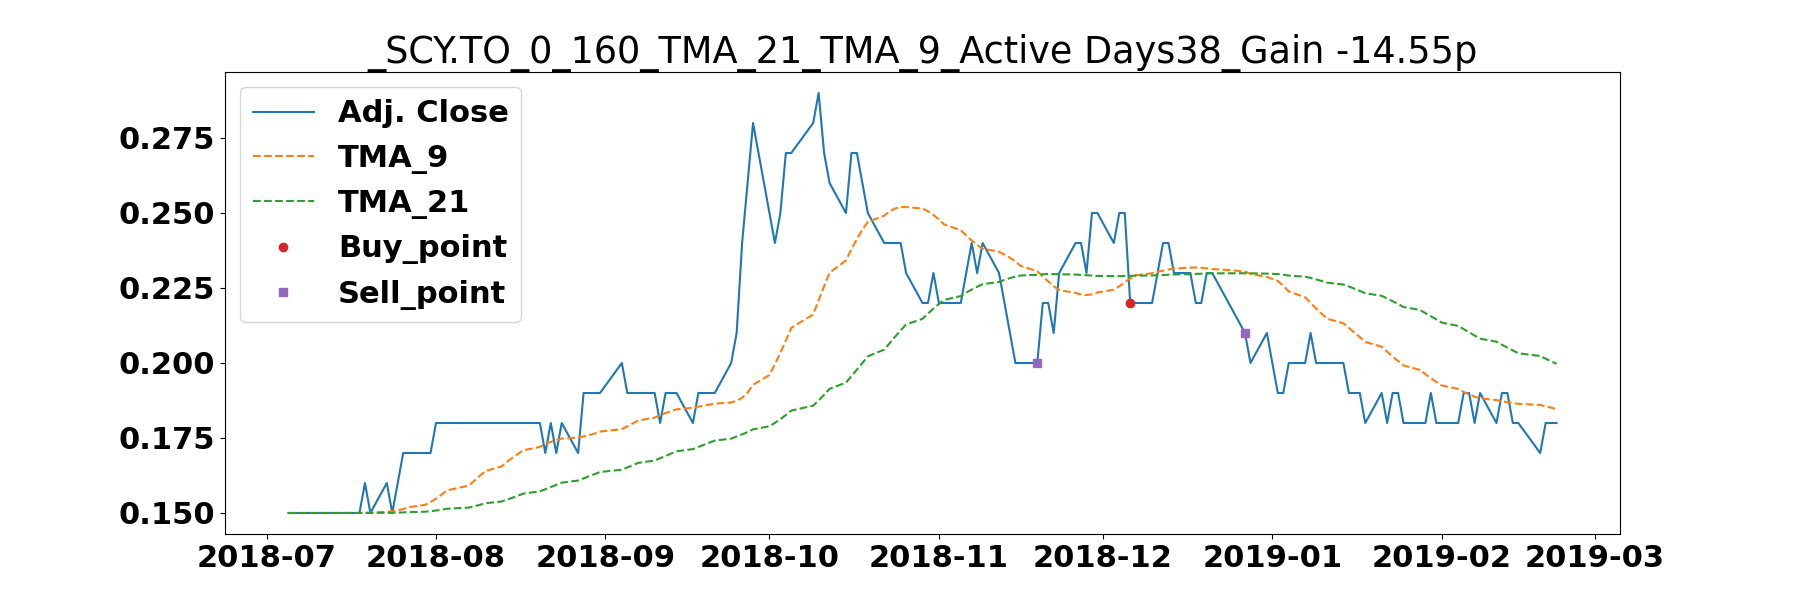 _SCY.TO_0_160_TMA_21_TMA_9_Active Days38_Gain -14.55p
Adj. Close
TMA_9
TMA_21
Buy_point
Sell_point
0.275
0.250
0.225
0.200
0.175
0.150
2018-07 2018-08 2018-09 2018-10 2018-11 2018-12 2019-01 2019-02 2019-03